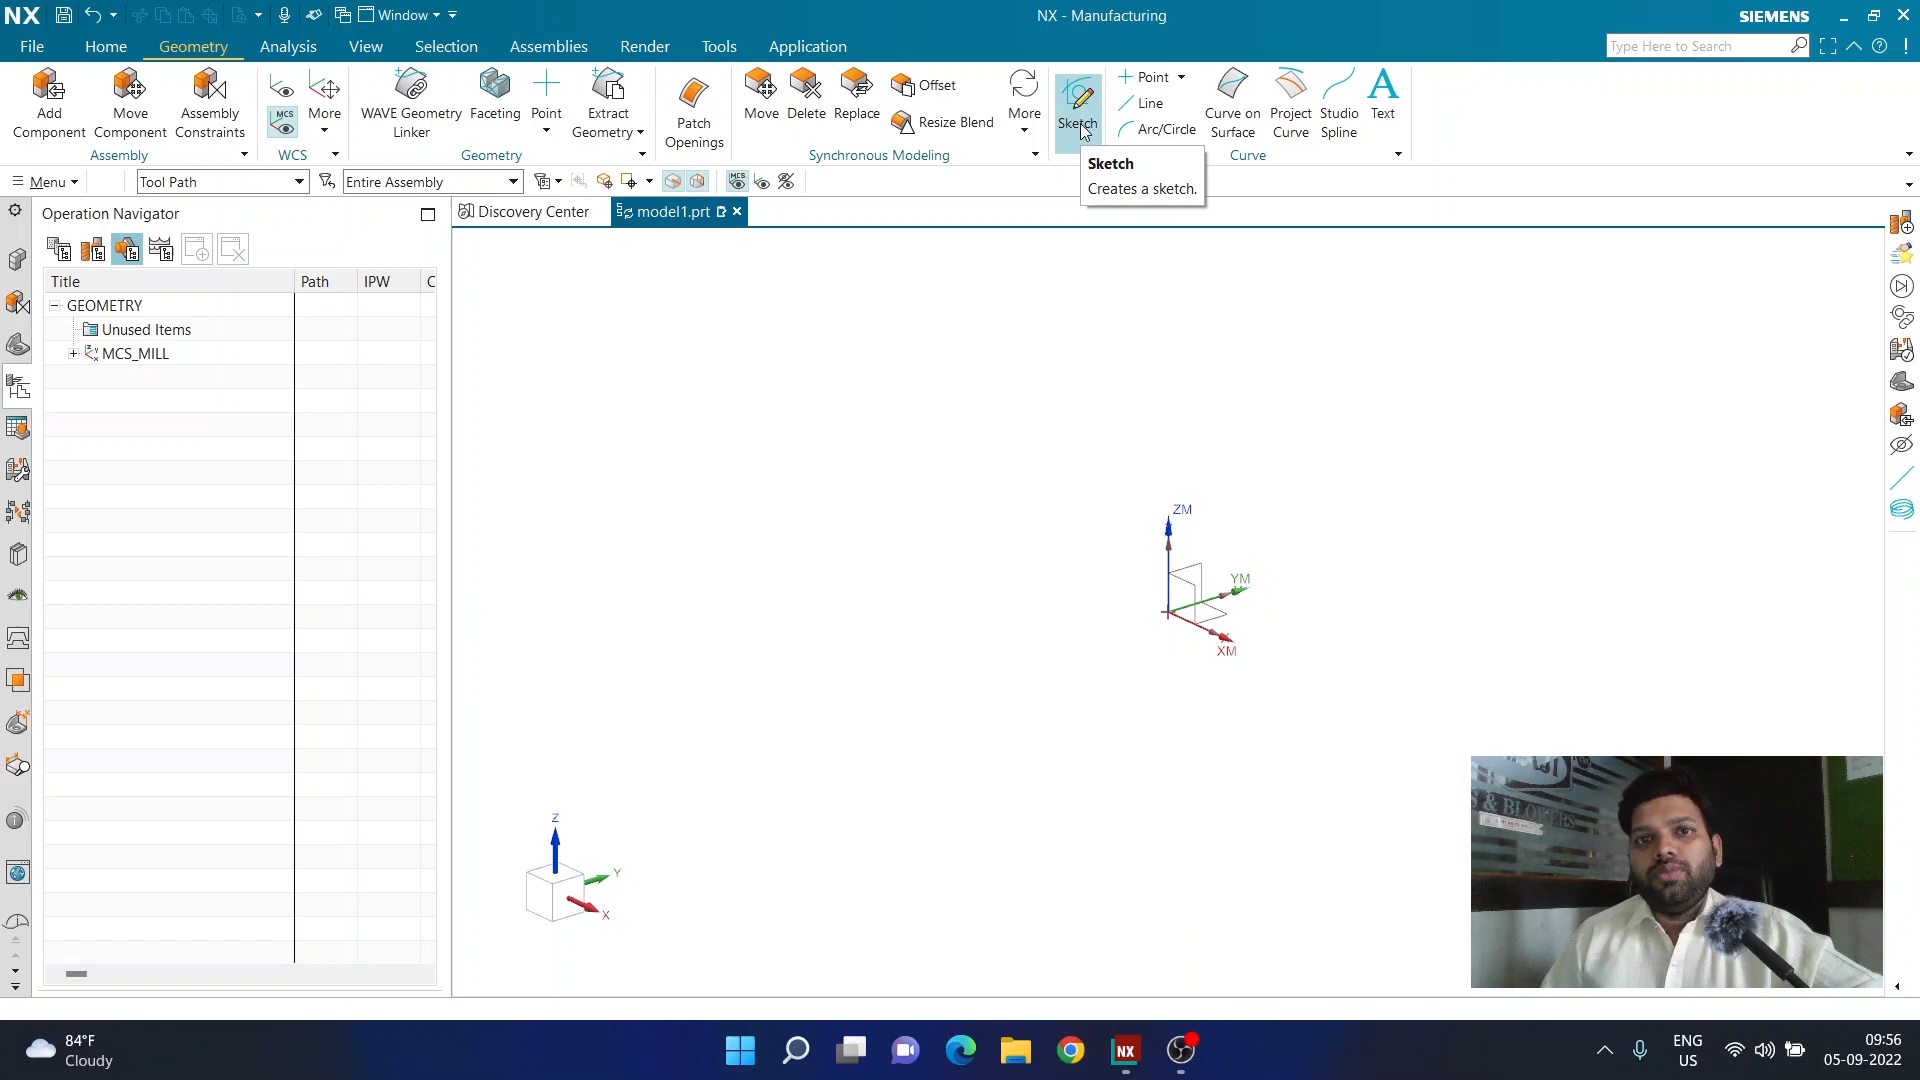 NX
Window
NX - Manufacturing
SIEMENS
File
Home
Geometry
Analysis
View
Selection
Assemblies
Render
Tools
Application
Type Here to Search
Add
Component
Move
Component
Assembly
Constraints
Assembly
MCS
More
WCS
WAVE Geometry
Linker
Faceting
Point
Extract
Geometry
Geometry
Patch
Openings
Move
Delete
Replace
Offset
Resize Blend
More
Synchronous Modeling
Sketch
Point
Line
Arc/Circle
Curve on
Surface
Project
Curve
Studio
Spline
Text
Curve
Sketch
Creates a sketch.
Menu
Tool Path
Entire Assembly
MCS
Operation Navigator
Discovery Center
model1.prt
Title
Path
IPW
C
GEOMETRY
Unused Items
MCS_MILL
ZM
YM
XM
Z
Y
X
S & BLOWERS
84°F
Cloudy
NX
ENG
US
09:56
05-09-2022